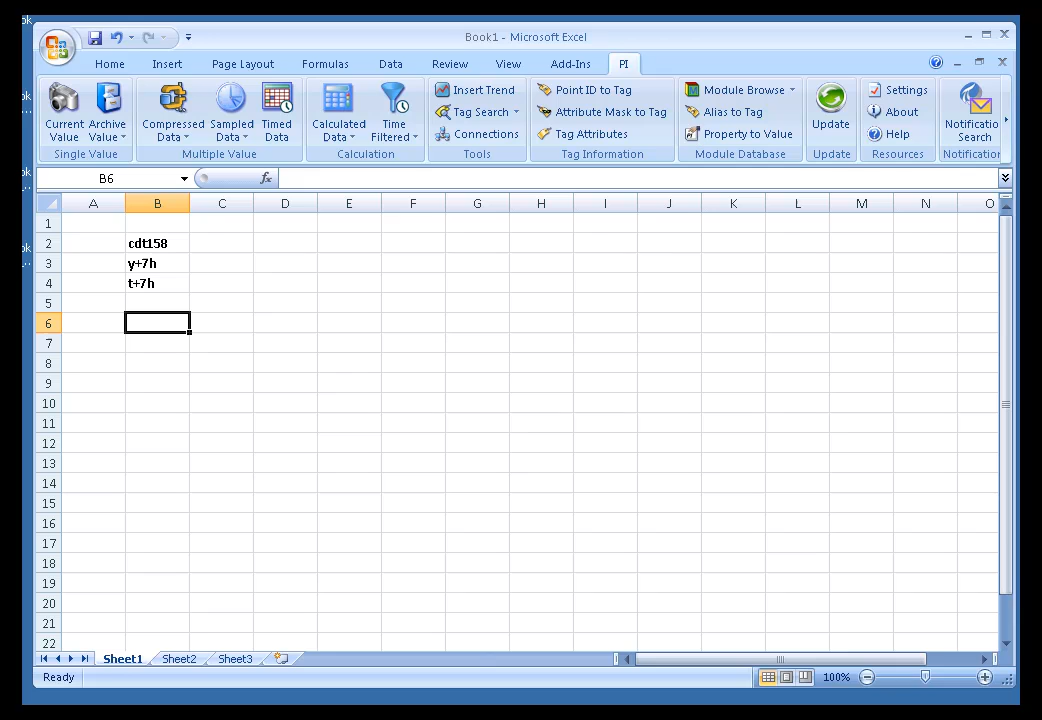 Book1 - Microsoft Excel
Home Insert Page Layout Formulas Data Review View Add-Ins PI
Current Value
Archive Value
Single Value
Compressed Data
Sampled Data
Timed Data
Multiple Value
Calculated Data
Time Filtered
Calculation
Insert Trend
Tag Search
Connections
Tools
Point ID to Tag
Attribute Mask to Tag
Tag Attributes
Tag Information
Module Browse
Alias to Tag
Property to Value
Module Database
Update
Update
Settings
About
Help
Resources
Notificatio
Search
Notification
B6 fx
A B C D E F G H I J K L M N O
1
2 cdt158
3 y+7h
4 t+7h
5
6
7
8
9
10
11
12
13
14
15
16
17
18
19
20
21
22
Sheet1 Sheet2 Sheet3
Ready 100%